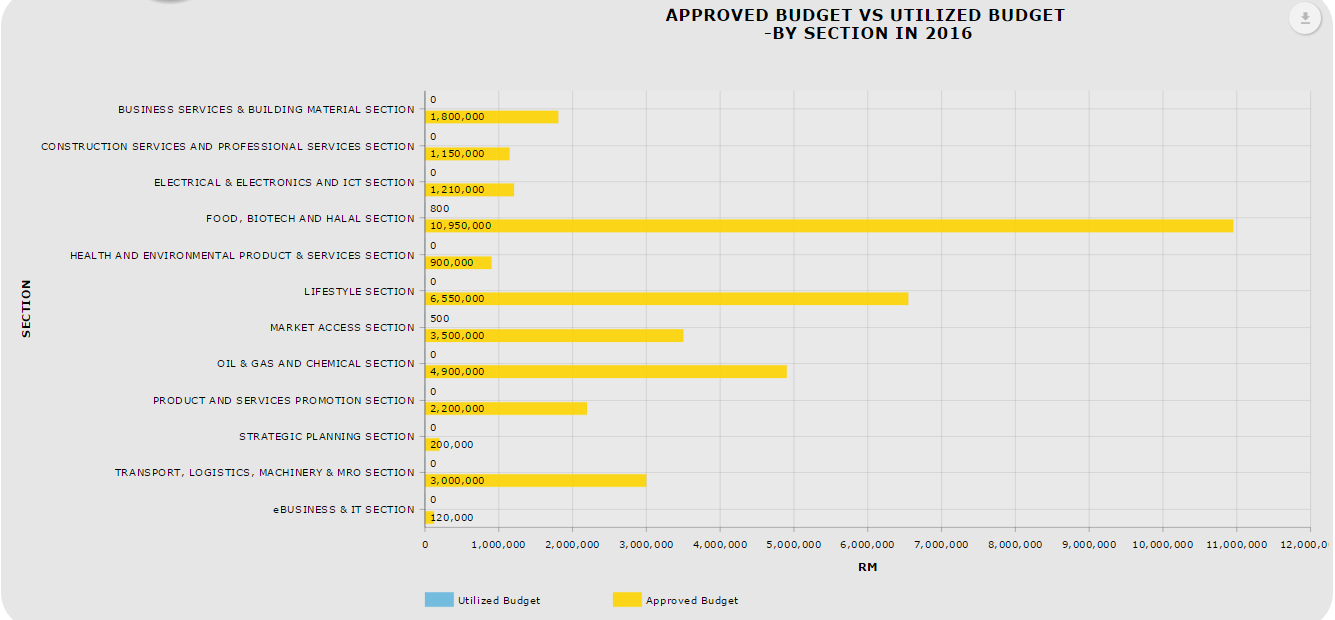 APPROVED BUDGET VS UTILIZED BUDGET
-BY SECTION IN 2016
SECTION
0
BUSINESS SERVICES & BUILDING MATERIAL SECTION
1,800,000
0
CONSTRUCTION SERVICES AND PROFESSIONAL SERVICES SECTION
1,150,000
0
ELECTRICAL & ELECTRONICS AND ICT SECTION
1,210,000
800
FOOD, BIOTECH AND HALAL SECTION
10,950,000
0
HEALTH AND ENVIRONMENTAL PRODUCT & SERVICES SECTION
900,000
0
LIFESTYLE SECTION
6,550,000
500
MARKET ACCESS SECTION
3,500,000
0
OIL & GAS AND CHEMICAL SECTION
4,900,000
0
PRODUCT AND SERVICES PROMOTION SECTION
2,200,000
0
STRATEGIC PLANNING SECTION
200,000
0
TRANSPORT, LOGISTICS, MACHINERY & MRO SECTION
3,000,000
0
eBUSINESS & IT SECTION
120,000
0 1,000,000 2,000,000 3,000,000 4,000,000 5,000,000 6,000,000 7,000,000 8,000,000 9,000,000 10,000,000 11,000,000 12,000,0
RM
Utilized Budget Approved Budget